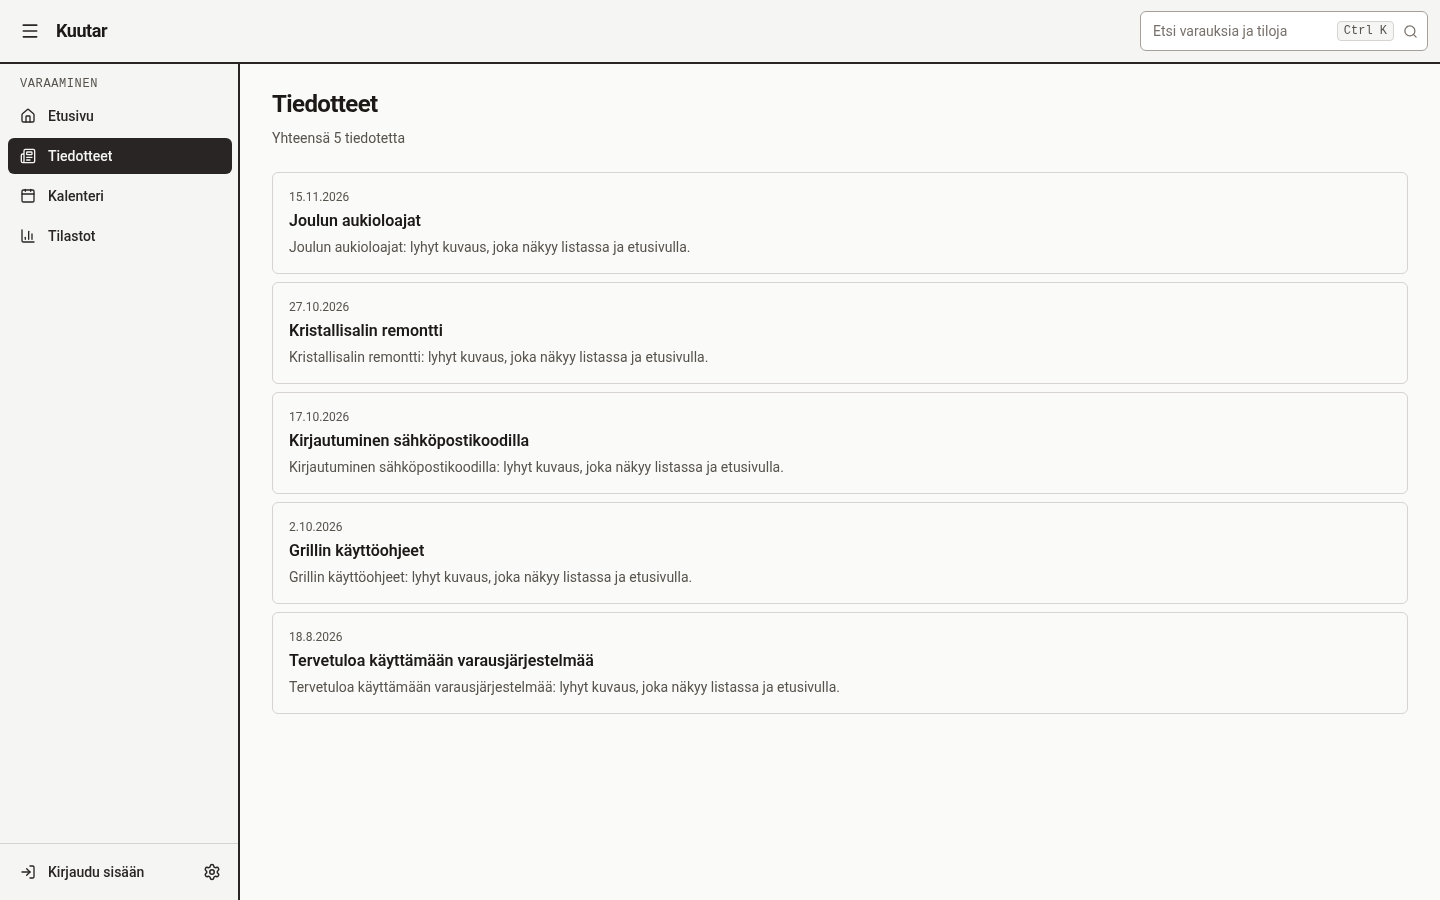 Kuutar
Etsi varauksia ja tiloja
Ctrl K
VARAAMINEN
Etusivu
Tiedotteet
Kalenteri
Tilastot
Kirjaudu sisään
Tiedotteet
Yhteensä 5 tiedotetta
15.11.2026
Joulun aukioloajat
Joulun aukioloajat: lyhyt kuvaus, joka näkyy listassa ja etusivulla.
27.10.2026
Kristallisalin remontti
Kristallisalin remontti: lyhyt kuvaus, joka näkyy listassa ja etusivulla.
17.10.2026
Kirjautuminen sähköpostikoodilla
Kirjautuminen sähköpostikoodilla: lyhyt kuvaus, joka näkyy listassa ja etusivulla.
2.10.2026
Grillin käyttöohjeet
Grillin käyttöohjeet: lyhyt kuvaus, joka näkyy listassa ja etusivulla.
18.8.2026
Tervetuloa käyttämään varausjärjestelmää
Tervetuloa käyttämään varausjärjestelmää: lyhyt kuvaus, joka näkyy listassa ja etusivulla.